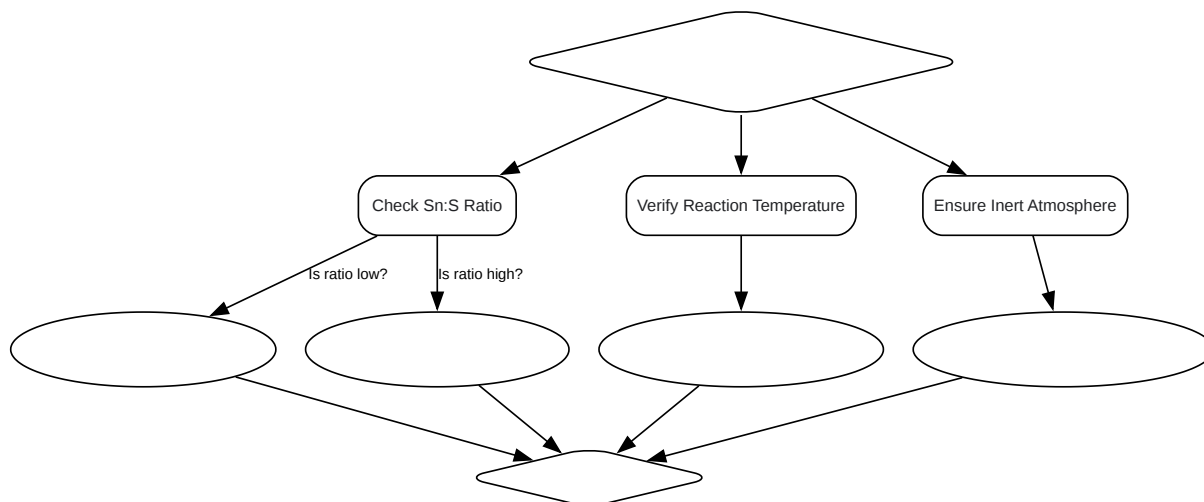 Check Sn:S Ratio
Verify Reaction Temperature
Ensure Inert Atmosphere
Is ratio low?
Is ratio high?